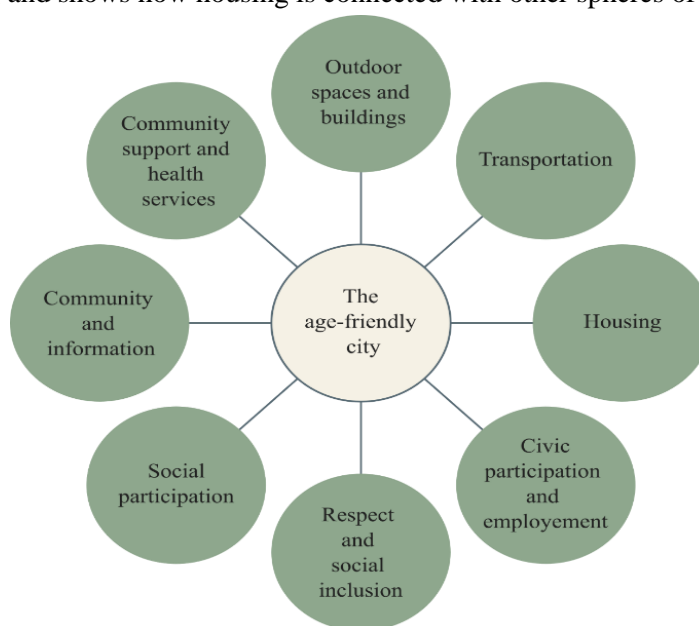 and shows how housing is connected with other spheres of
Outdoor
spaces and
buildings
Transportation
Housing
Civic
participation
and
employement
Respect
and
social
inclusion
Social
participation
Community
and
information
Community
support and
health
services
The
age-friendly
city